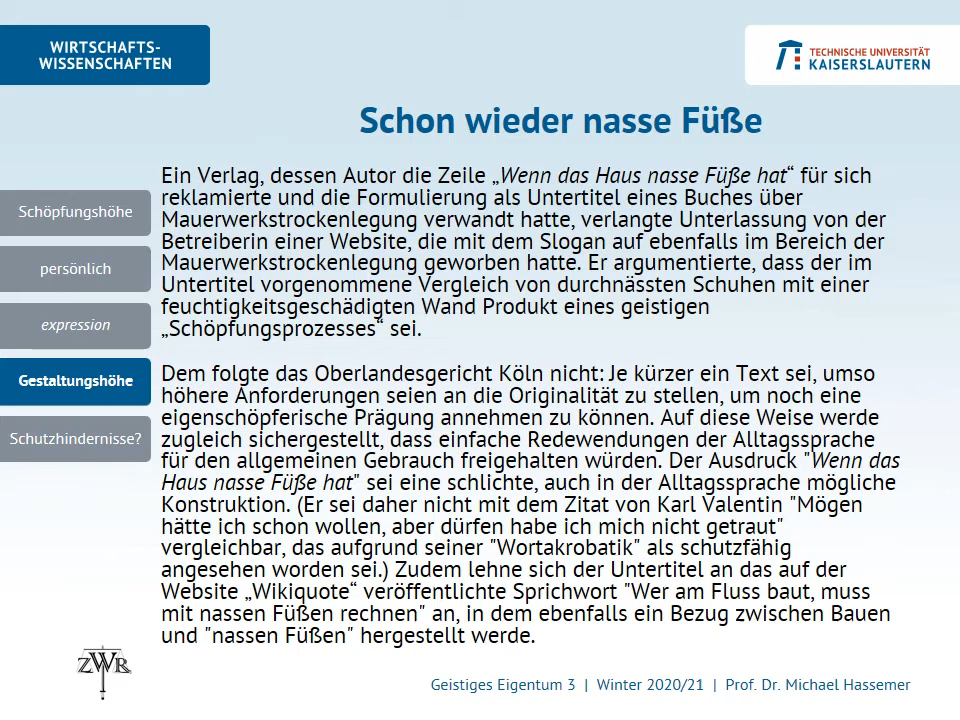 WIRTSCHAFTS-
WISSENSCHAFTEN
TECHNISCHE UNIVERSITÄT
KAISERSLAUTERN
Schon wieder nasse Füße
Schöpfungshöhe
persönlich
expression
Gestaltungshöhe
Schutzhindernisse?
Ein Verlag, dessen Autor die Zeile „Wenn das Haus nasse Füße hat“ für sich
reklamierte und die Formulierung als Untertitel eines Buches über
Mauerwerkstrockenlegung verwandt hatte, verlangte Unterlassung von der
Betreiberin einer Website, die mit dem Slogan auf ebenfalls im Bereich der
Mauerwerkstrockenlegung geworben hatte. Er argumentierte, dass der im
Untertitel vorgenommene Vergleich von durchnässten Schuhen mit einer
feuchtigkeitsgeschädigten Wand Produkt eines geistigen
„Schöpfungsprozesses“ sei.
Dem folgte das Oberlandesgericht Köln nicht: Je kürzer ein Text sei, umso
höhere Anforderungen seien an die Originalität zu stellen, um noch eine
eigenschöpferische Prägung annehmen zu können. Auf diese Weise werde
zugleich sichergestellt, dass einfache Redewendungen der Alltagssprache
für den allgemeinen Gebrauch freigehalten würden. Der Ausdruck "Wenn das
Haus nasse Füße hat" sei eine schlichte, auch in der Alltagssprache mögliche
Konstruktion. (Er sei daher nicht mit dem Zitat von Karl Valentin "Mögen
hätte ich schon wollen, aber dürfen habe ich mich nicht getraut"
vergleichbar, das aufgrund seiner "Wortakrobatik" als schutzfähig
angesehen worden sei.) Zudem lehne sich der Untertitel an das auf der
Website „Wikiquote“ veröffentlichte Sprichwort "Wer am Fluss baut, muss
mit nassen Füßen rechnen" an, in dem ebenfalls ein Bezug zwischen Bauen
und "nassen Füßen" hergestellt werde.
ZWR
Geistiges Eigentum 3 | Winter 2020/21 | Prof. Dr. Michael Hassemer